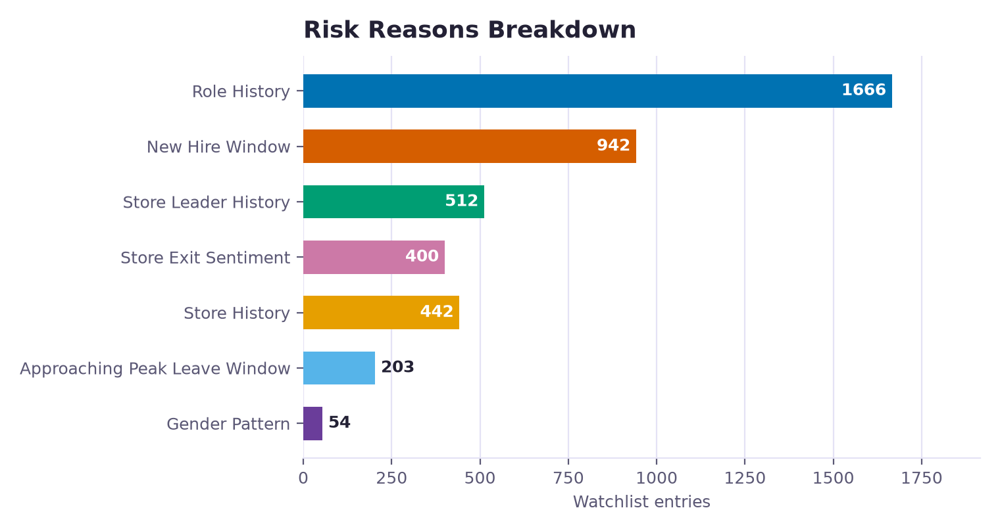 Risk Reasons Breakdown
Role History 1666
New Hire Window 942
Store Leader History 512
Store Exit Sentiment 400
Store History 442
Approaching Peak Leave Window 203
Gender Pattern 54
0 250 500 750 1000 1250 1500 1750
Watchlist entries